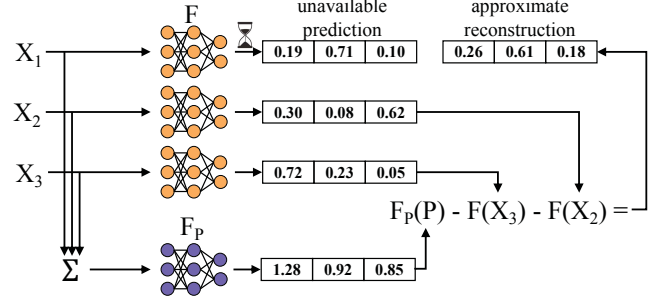 F
unavailable
prediction
approximate
reconstruction
X1 0.19 0.71 0.10 0.26 0.61 0.18
X2 0.30 0.08 0.62
X3 0.72 0.23 0.05
FP(P) - F(X3) - F(X2) =
FP
Σ 1.28 0.92 0.85